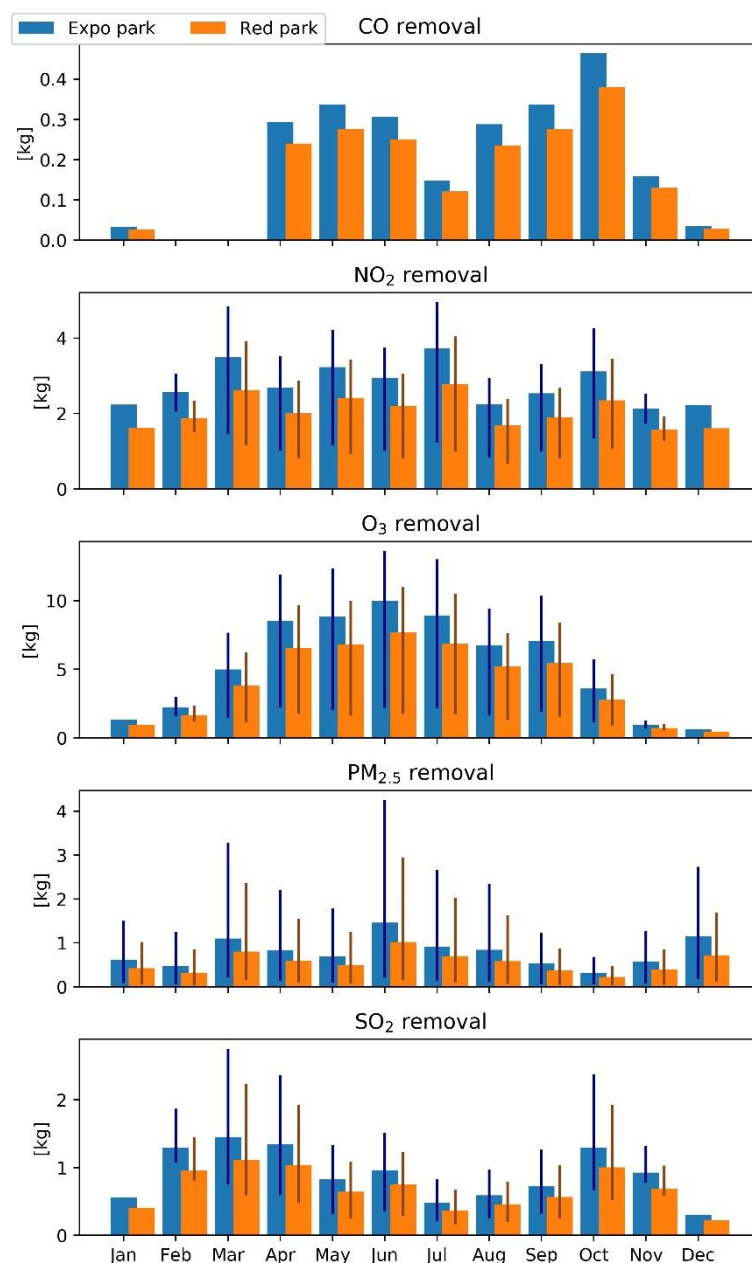 Expo park Red park
CO removal
0.4
0.3
0.2
0.1
0.0
[kg]
NO₂ removal
4
2
0
[kg]
O₃ removal
10
5
0
[kg]
PM₂.₅ removal
4
3
2
1
0
[kg]
SO₂ removal
2
1
0
[kg]
Jan Feb Mar Apr May Jun Jul Aug Sep Oct Nov Dec